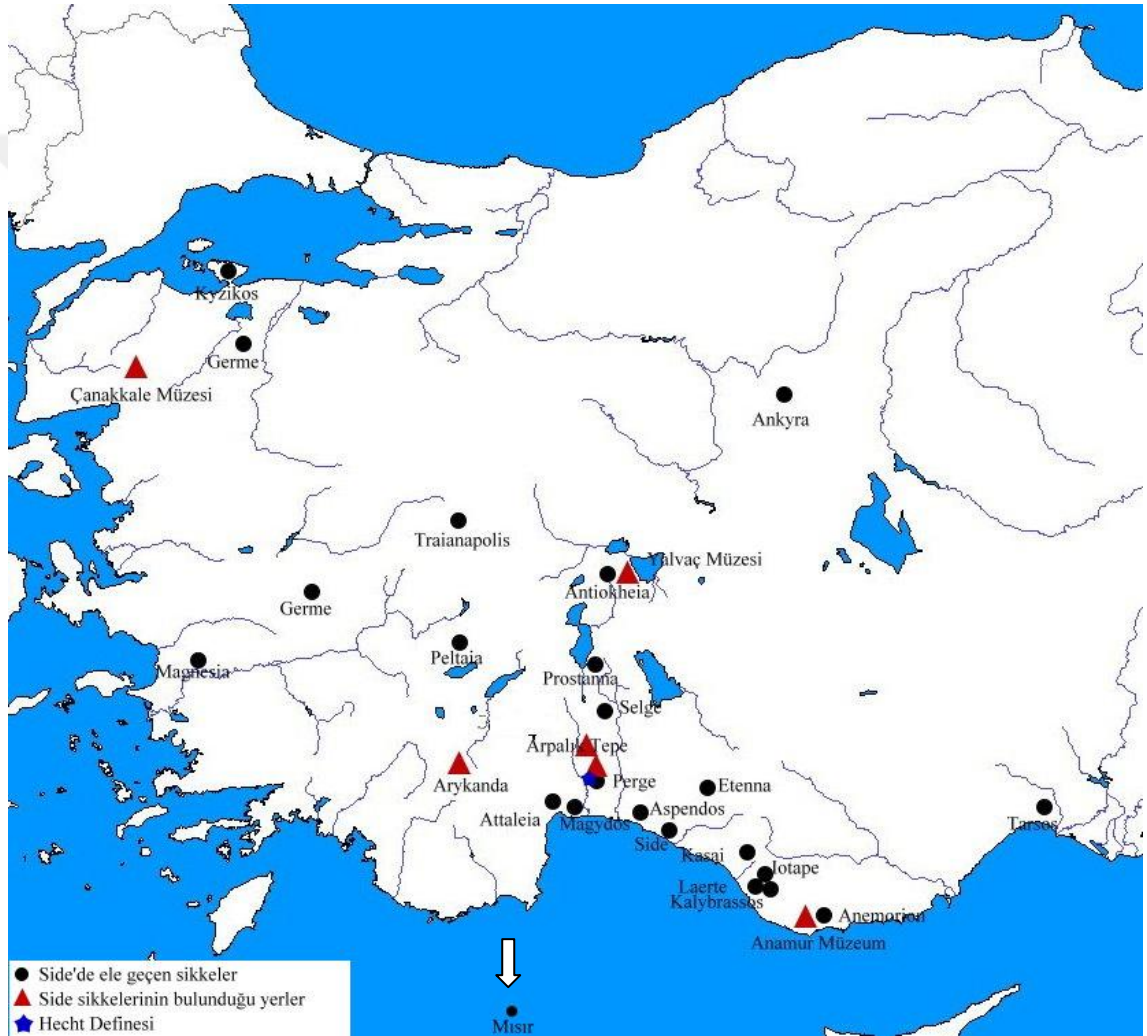 Kyzikos
Germe
Çanakkale Müzesi
Ankyra
Traianapolis
Yalvaç Müzesi
Antiokheia
Germe
Peltaia
Magnesia
Prostanna
Selge
Arpalık Tepe
Arykanda
Perge
Etenna
Attaleia
Magydos
Aspendos
Tarsos
Side
Kasai
Iotape
Laerte
Kalybrassos
Anemorion
Anamur Müzeum
Side'de ele geçen sikkeler
Side sikkelerinin bulunduğu yerler
Hecht Definesi
Mısır